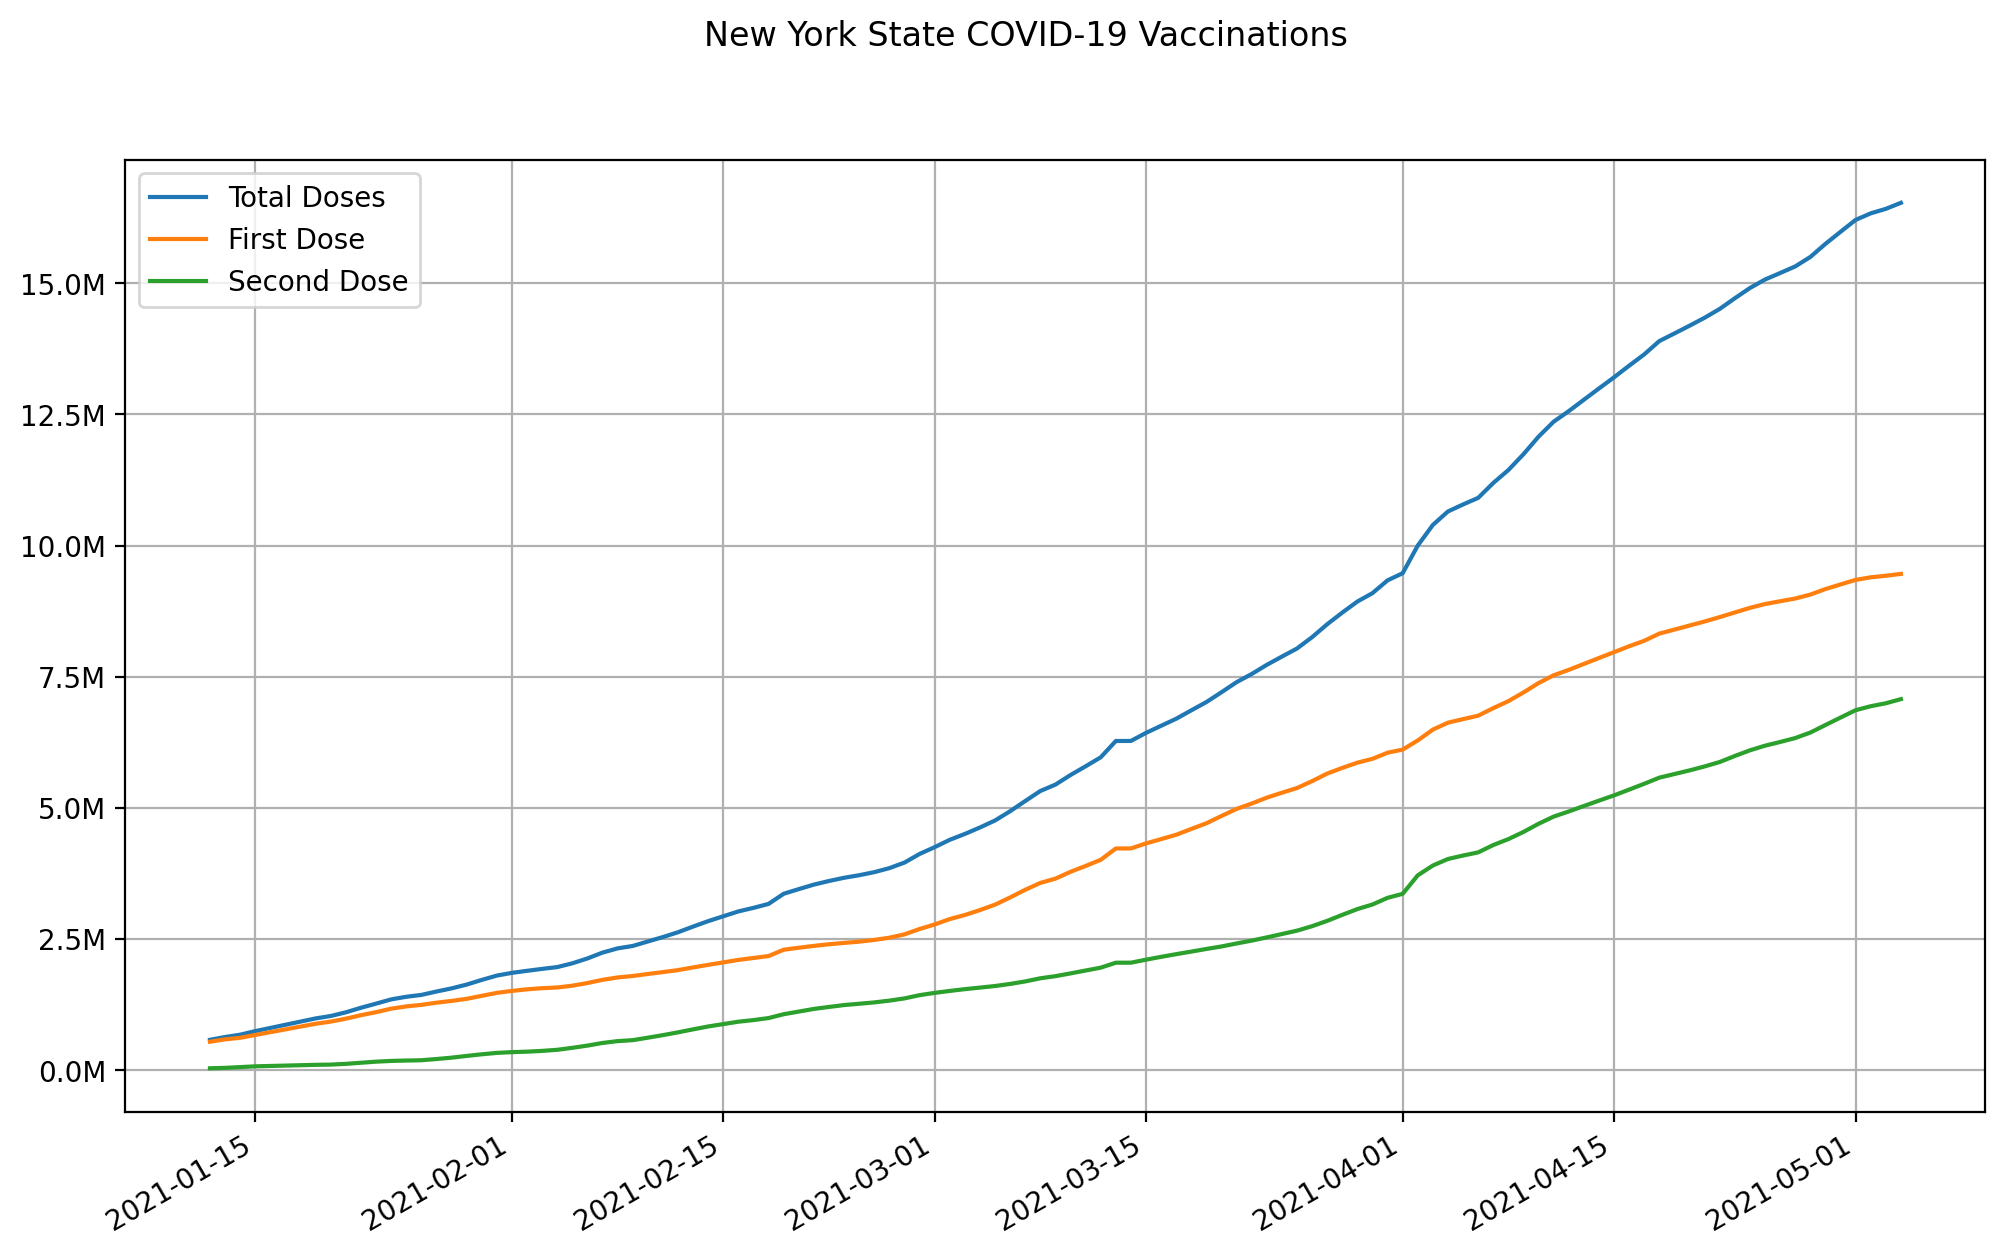 New York State COVID-19 Vaccinations
Total Doses
First Dose
Second Dose
15.0M
12.5M
10.0M
7.5M
5.0M
2.5M
0.0M
2021-01-15
2021-02-01
2021-02-15
2021-03-01
2021-03-15
2021-04-01
2021-04-15
2021-05-01